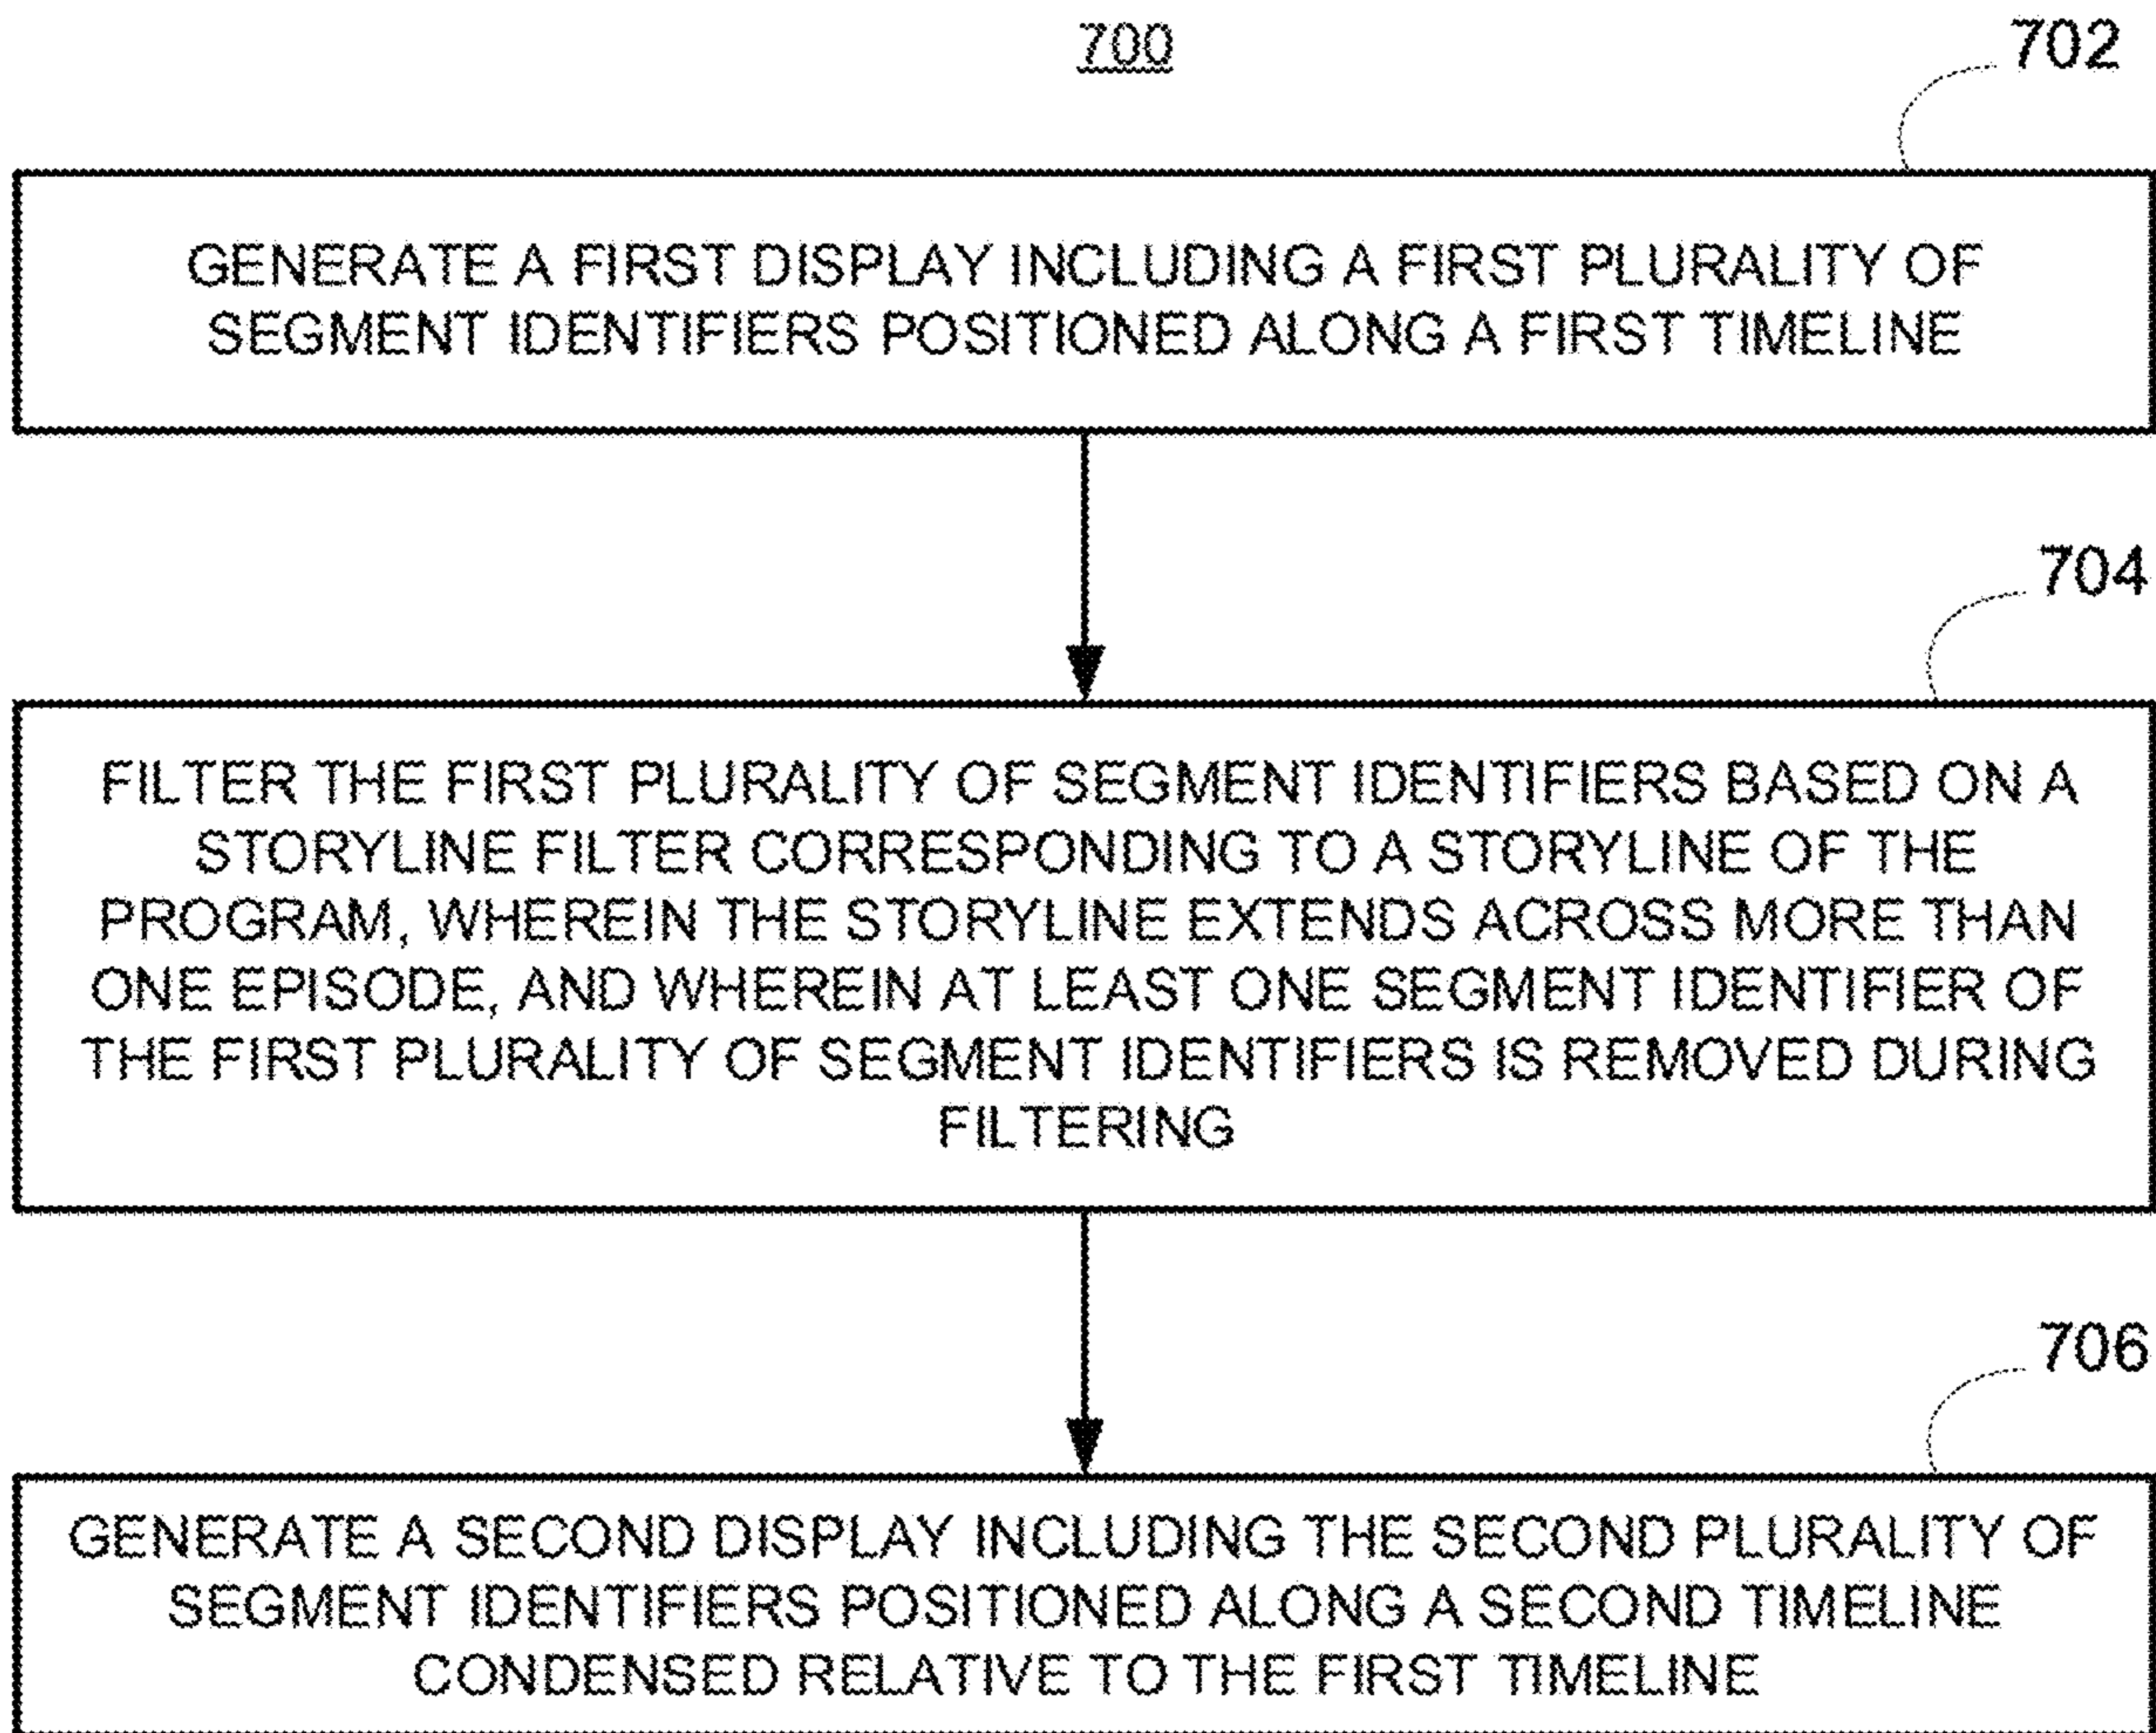 700
702
GENERATE A FIRST DISPLAY INCLUDING A FIRST PLURALITY OF
SEGMENT IDENTIFIERS POSITIONED ALONG A FIRST TIMELINE
704
FILTER THE FIRST PLURALITY OF SEGMENT IDENTIFIERS BASED ON A
STORYLINE FILTER CORRESPONDING TO A STORYLINE OF THE
PROGRAM, WHEREIN THE STORYLINE EXTENDS ACROSS MORE THAN
ONE EPISODE, AND WHEREIN AT LEAST ONE SEGMENT IDENTIFIER OF
THE FIRST PLURALITY OF SEGMENT IDENTIFIERS IS REMOVED DURING
FILTERING
706
GENERATE A SECOND DISPLAY INCLUDING THE SECOND PLURALITY OF
SEGMENT IDENTIFIERS POSITIONED ALONG A SECOND TIMELINE
CONDENSED RELATIVE TO THE FIRST TIMELINE